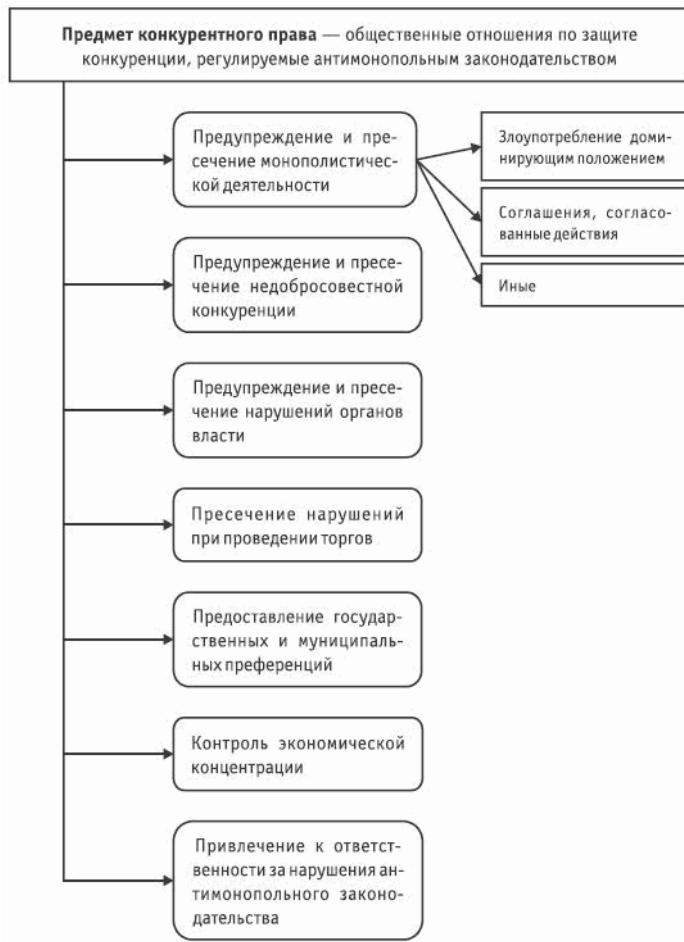 Предмет конкурентного права — общественные отношения по защите
конкуренции, регулируемые антимонопольным законодательством
Предупреждение и пре-
сечение монополистичес-
кой деятельности
Злоупотребление доми-
нирующим положением
Соглашения, согласо-
ванные действия
Иные
Предупреждение и пресе-
чение недобросовестной
конкуренции
Предупреждение и пресе-
чение нарушений органов
власти
Пресечение нарушений
при проведении торгов
Предоставление государ-
ственных и муниципаль-
ных преференций
Контроль экономической
концентрации
Привлечение к ответст-
венности за нарушения ан-
тимонопольного законо-
дательства